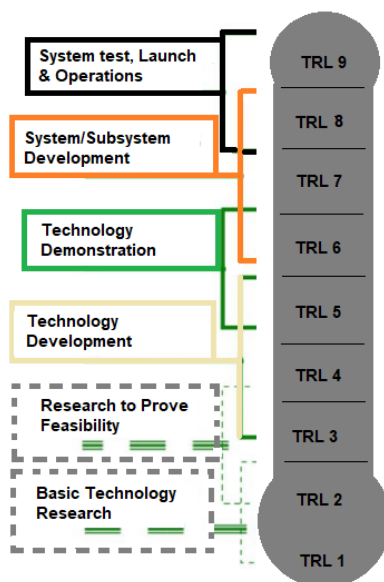 System test, Launch
& Operations
System/Subsystem
Development
Technology
Demonstration
Technology
Development
Research to Prove
Feasibility
Basic Technology
Research
TRL 9
TRL 8
TRL 7
TRL 6
TRL 5
TRL 4
TRL 3
TRL 2
TRL 1